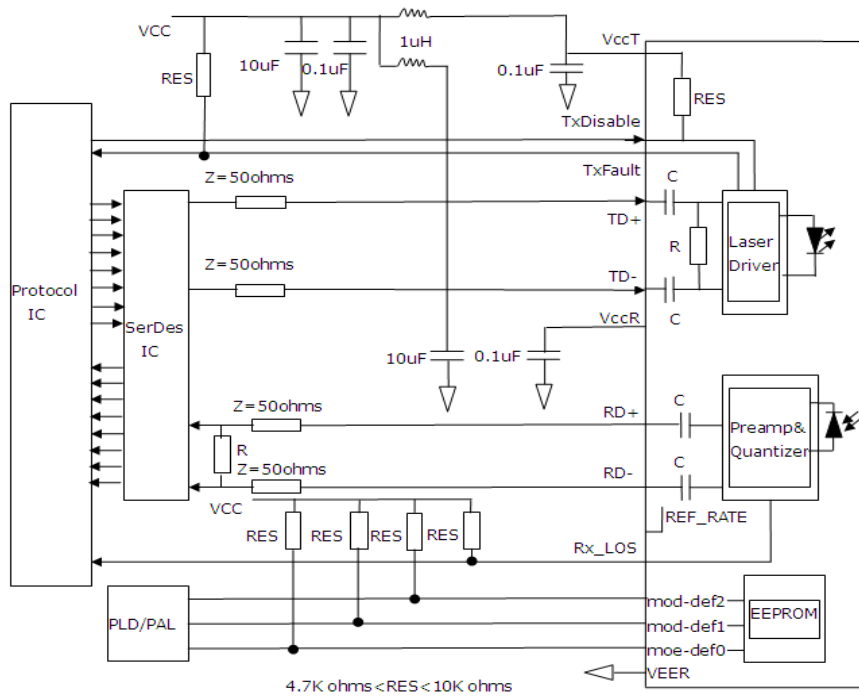 VCC
1uH
VccT
10uF
0.1uF
0.1uF
RES
RES
TxDisable
TxFault
Z=50ohms
C
TD+
R
Laser
Driver
Z=50ohms
TD-
C
Protocol
IC
SerDes
IC
VccR
10uF
0.1uF
Z=50ohms
RD+
C
Preamp&
Quantizer
R
Z=50ohms
RD-
C
VCC
REF_RATE
RES
RES
RES
RES
Rx_LOS
PLD/PAL
mod-def2
mod-def1
moe-def0
EEPROM
VEER
4.7K ohms<RES<10K ohms